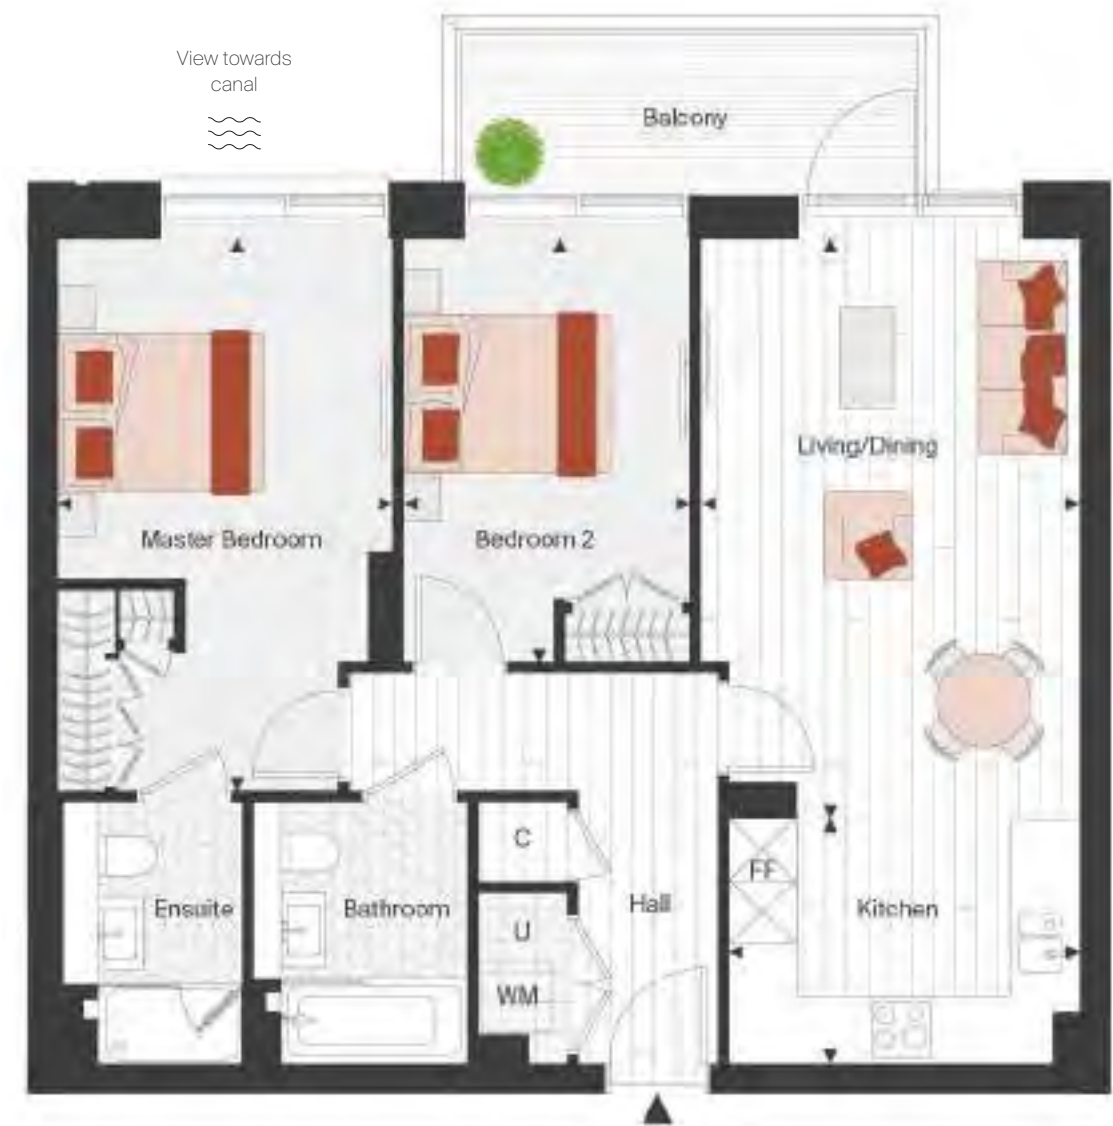 View towards
canal
Balcony
Living/Dining
Master Bedroom
Bedroom 2
C
FF
Ensuite
Bathroom
Hall
Kitchen
U
WM